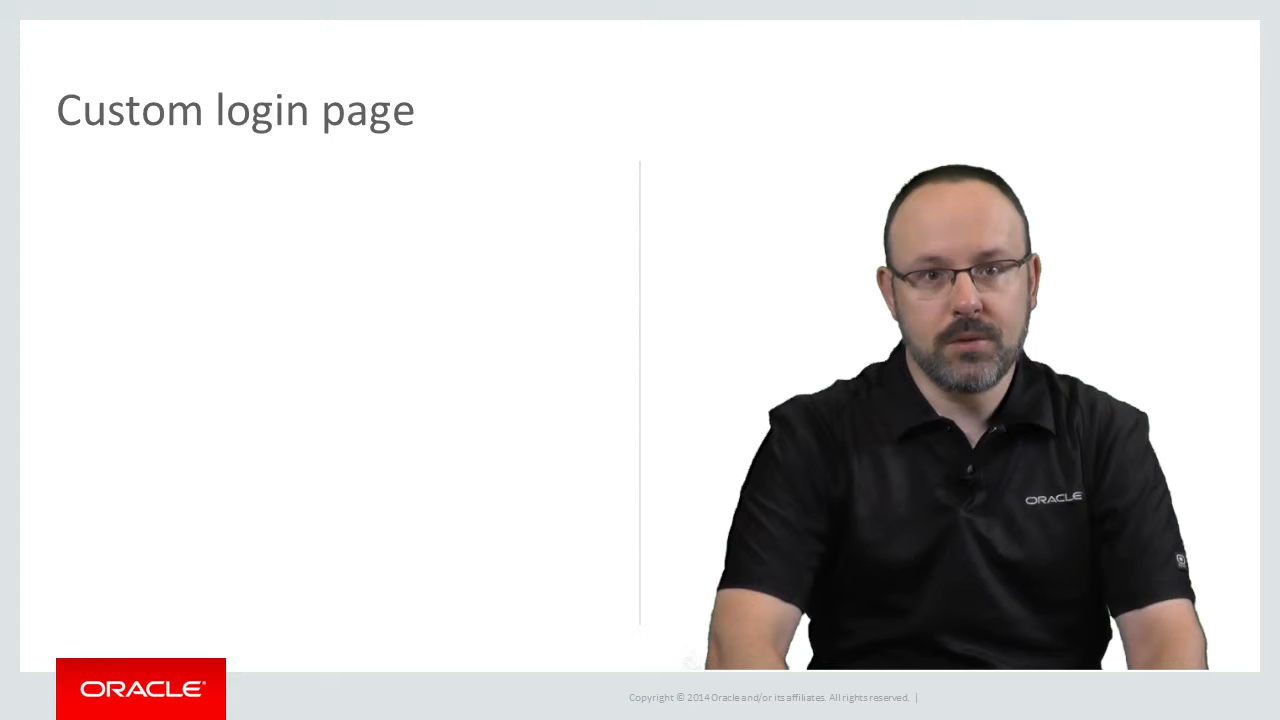 Custom login page
ORACLE
ORACLE®
Copyright © 2014 Oracle and/or its affiliates. All rights reserved. |